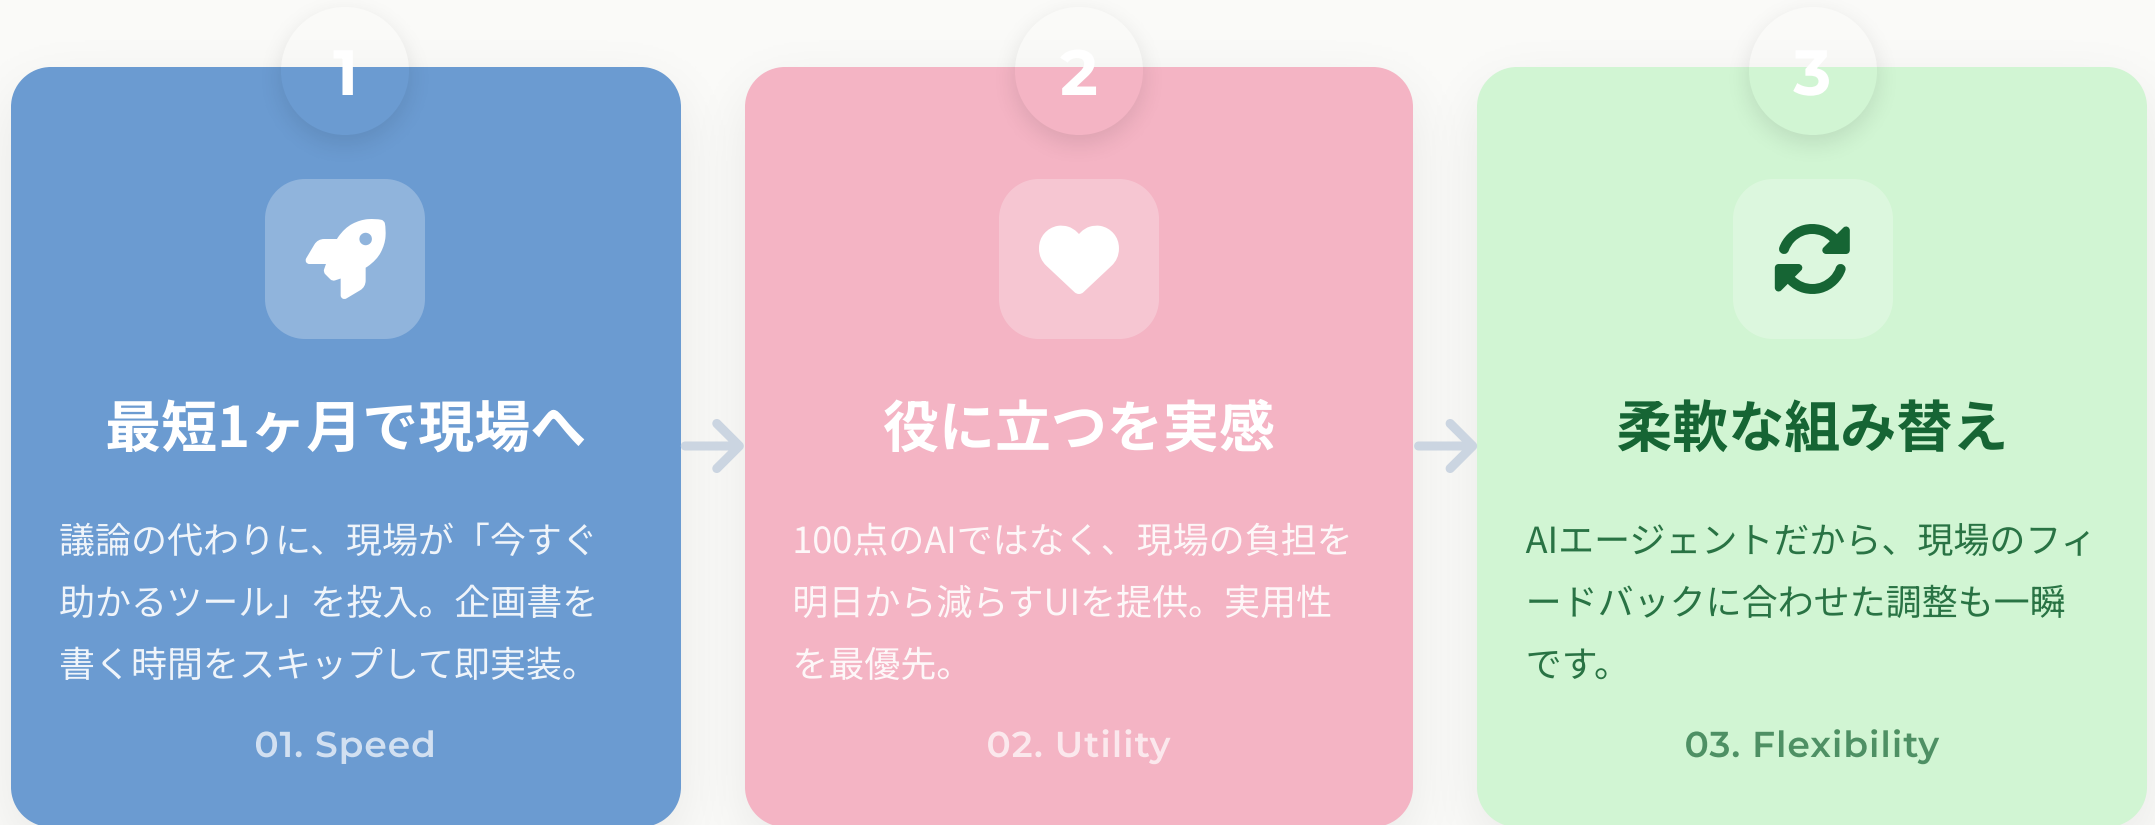 1
最短1ヶ月で現場へ
議論の代わりに、現場が「今すぐ
助かるツール」を投入。企画書を
書く時間をスキップして即実装。
01. Speed
2
役に立つを実感
100点のAIではなく、現場の負担を
明日から減らすUIを提供。実用性
を最優先。
02. Utility
3
柔軟な組み替え
AIエージェントだから、現場のフィ
ードバックに合わせた調整も一瞬
です。
03. Flexibility